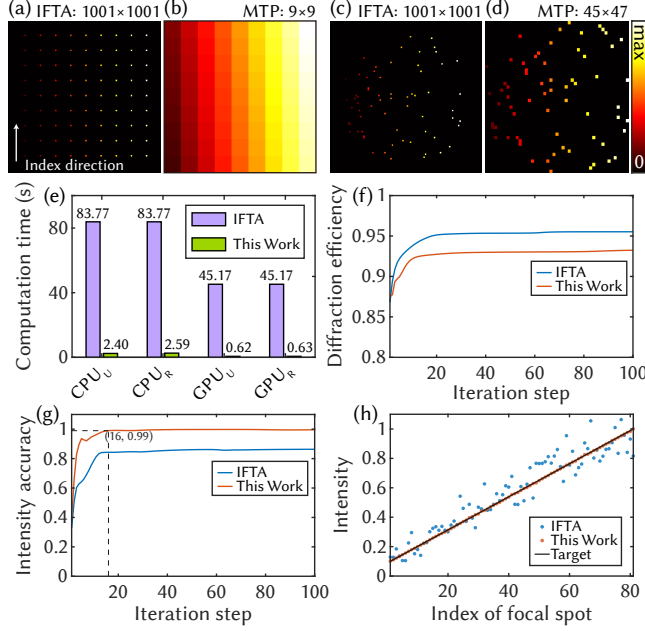 (a) IFTA: 1001×1001 (b) MTP: 9×9
Index direction
(c) IFTA: 1001×1001 (d) MTP: 45×47
max
0
(e)
Computation time (s)
80
40
0
83.77
83.77
45.17
45.17
2.40
2.59
0.62
0.63
IFTA
This Work
CPU_U
CPU_R
GPU_U
GPU_R
(f)
Diffraction efficiency
1
0.95
0.9
0.85
0.8
IFTA
This Work
20 40 60 80 100
Iteration step
(g)
Intensity accuracy
1
0.8
0.6
0.4
0.2
0
(16, 0.99)
IFTA
This Work
20 40 60 80 100
Iteration step
(h)
Intensity
1
0.8
0.6
0.4
0.2
0
IFTA
This Work
Target
20 40 60 80
Index of focal spot